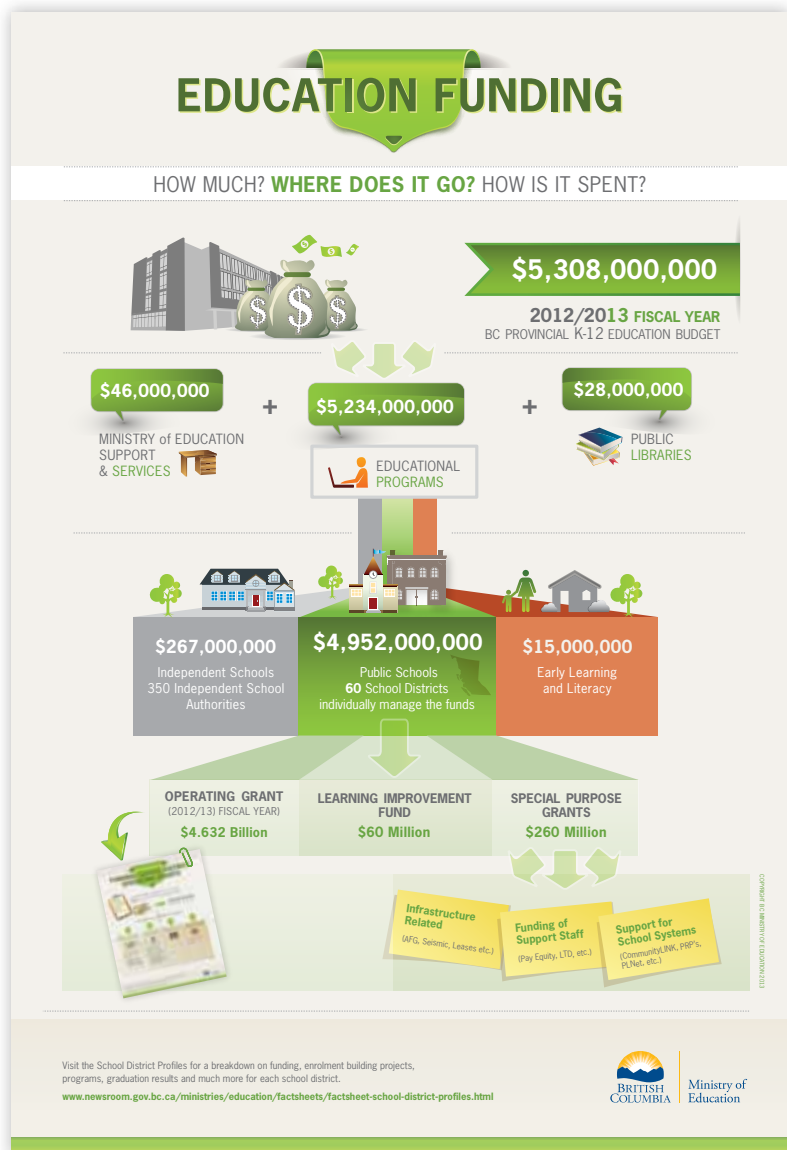 EDUCATION FUNDING
HOW MUCH? WHERE DOES IT GO? HOW IS IT SPENT?
$5,308,000,000
2012/2013 FISCAL YEAR
BC PROVINCIAL K-12 EDUCATION BUDGET
$46,000,000
MINISTRY of EDUCATION
SUPPORT
& SERVICES
+
$5,234,000,000
EDUCATIONAL
PROGRAMS
+
$28,000,000
PUBLIC
LIBRARIES
$267,000,000
Independent Schools
350 Independent School
Authorities
$4,952,000,000
Public Schools
60 School Districts
individually manage the funds
$15,000,000
Early Learning
and Literacy
OPERATING GRANT
(2012/13) FISCAL YEAR)
$4.632 Billion
LEARNING IMPROVEMENT
FUND
$60 Million
SPECIAL PURPOSE
GRANTS
$260 Million
Infrastructure
Related
(AFG, Seismic, Leases etc.)
Funding of
Support Staff
(Pay Equity, LTD, etc.)
Support for
School Systems
(CommunityLINK, PRP's,
PLNet, etc.)
COPYRIGHT BC MINISTRY OF EDUCATION 2013
Visit the School District Profiles for a breakdown on funding, enrolment building projects,
programs, graduation results and much more for each school district.
www.newsroom.gov.bc.ca/ministries/education/factsheets/factsheet-school-district-profiles.html
BRITISH
COLUMBIA
Ministry of
Education